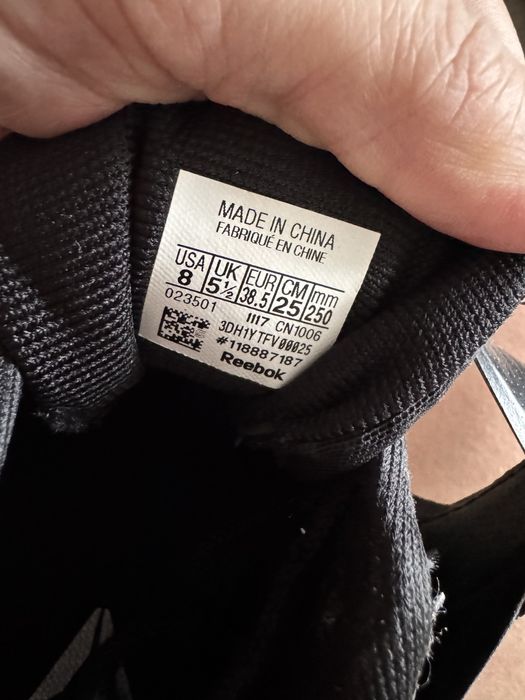 MADE IN CHINA
FABRIQUÉ EN CHINE
USA UK EUR CM mm
8 5½ 38.5 25 250
023501 III7 CN1006
3DH1YTFV00025
#118887187
Reebok